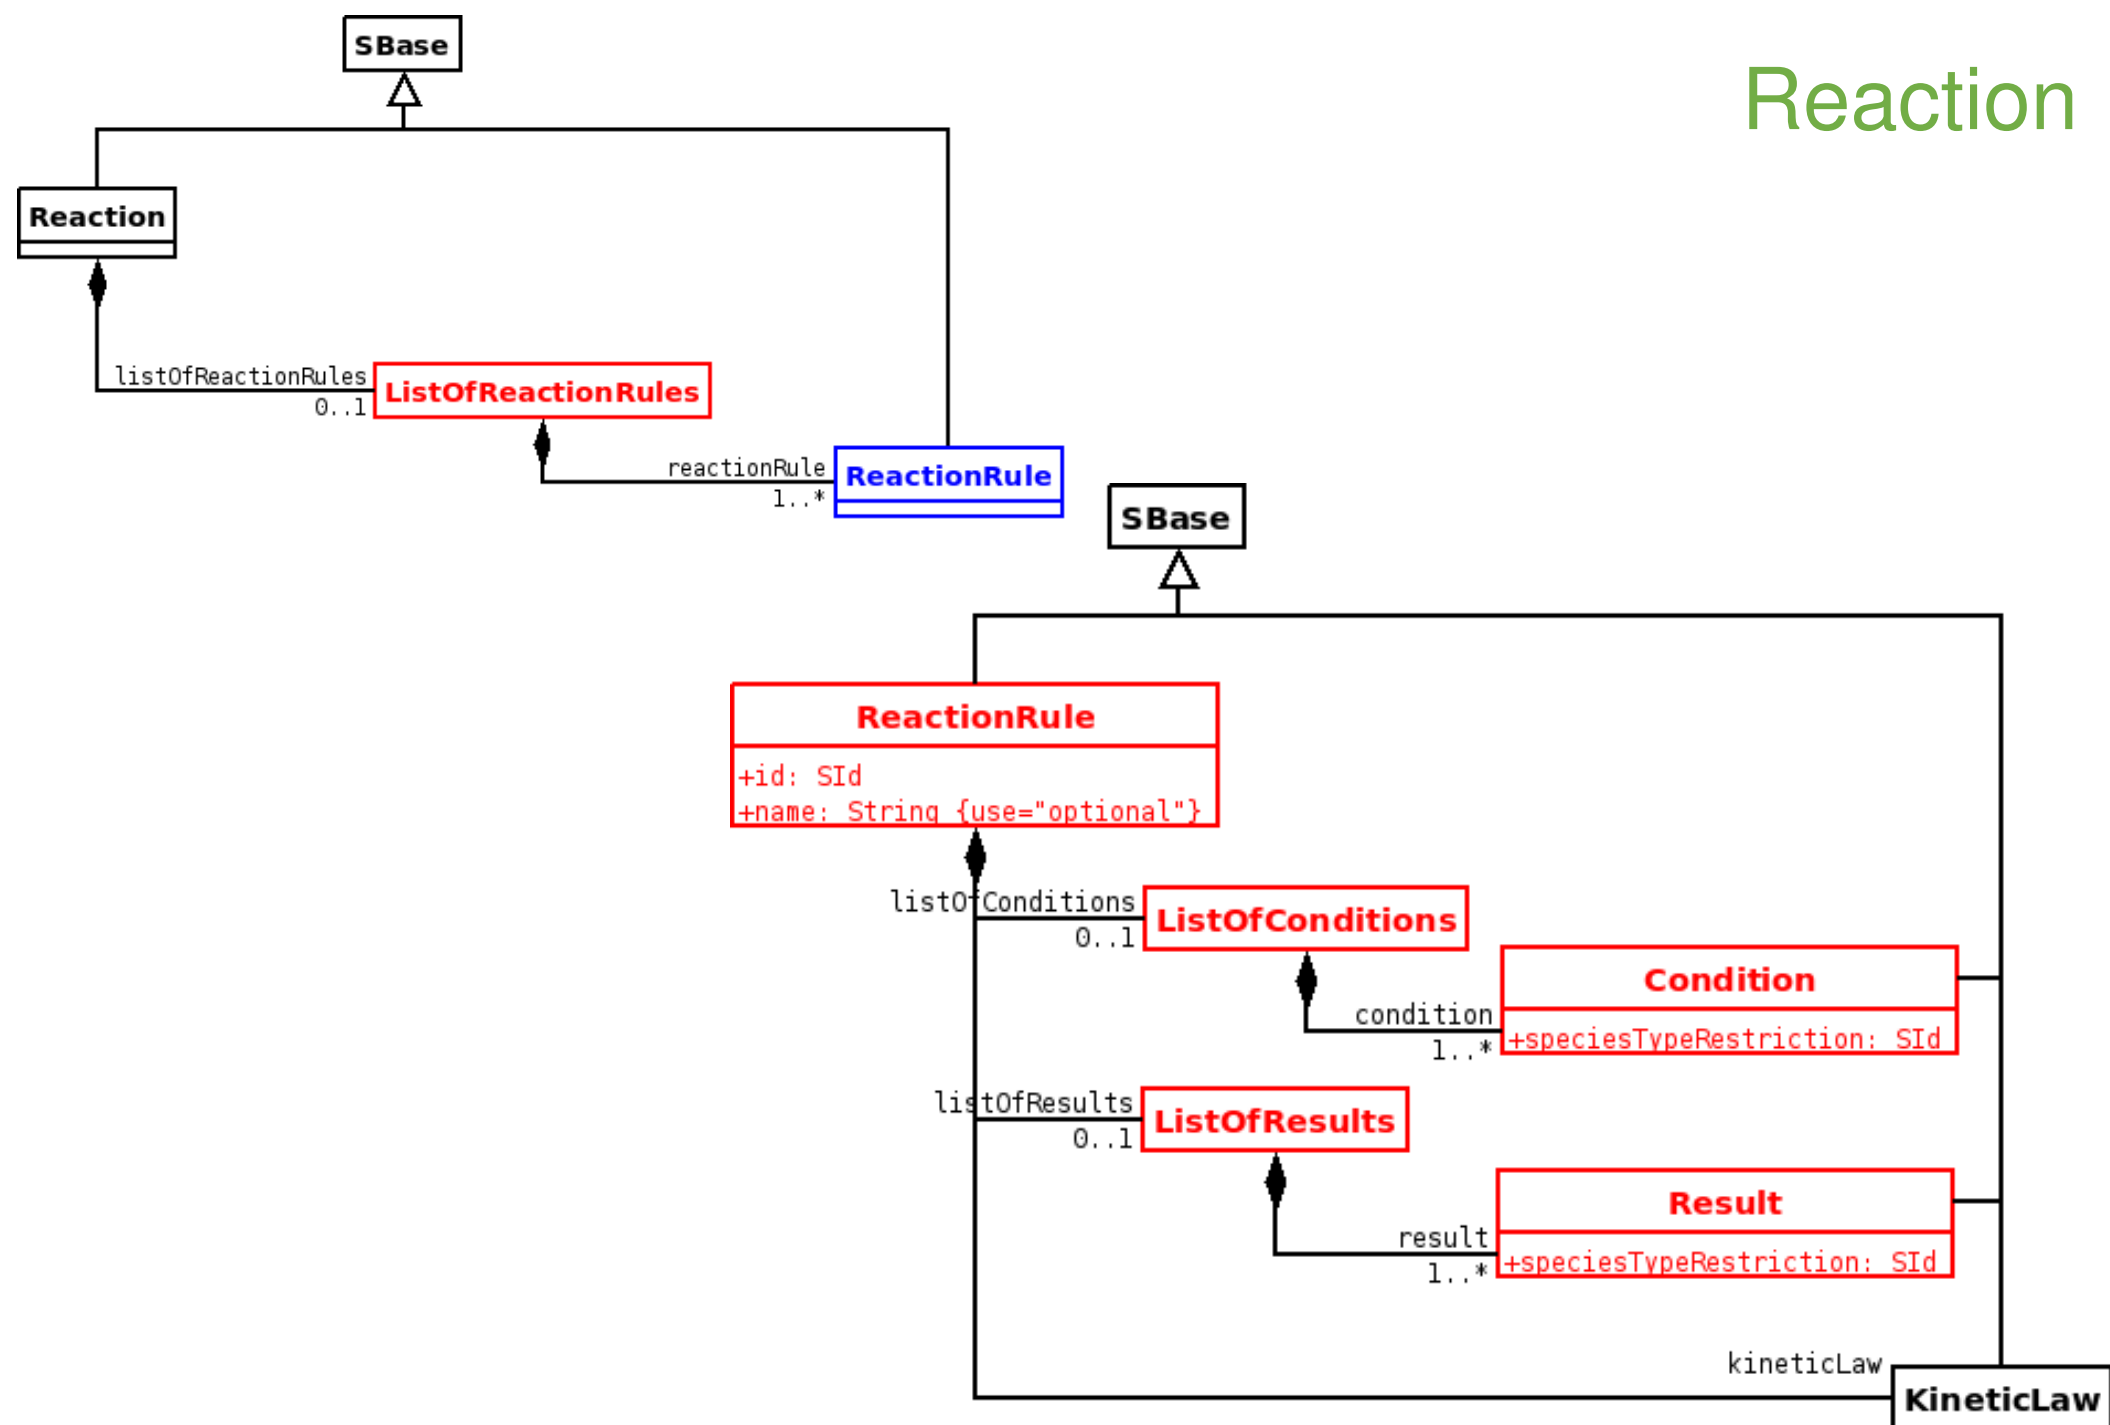 SBase
Reaction
Reaction
listOfReactionRules
0..1
ListOfReactionRules
reactionRule
1..*
ReactionRule
SBase
ReactionRule
+id: SId
+name: String {use="optional"}
listOfConditions
0..1
ListOfConditions
condition
1..*
Condition
+speciesTypeRestriction: SId
listOfResults
0..1
ListOfResults
result
1..*
Result
+speciesTypeRestriction: SId
kineticLaw
KineticLaw